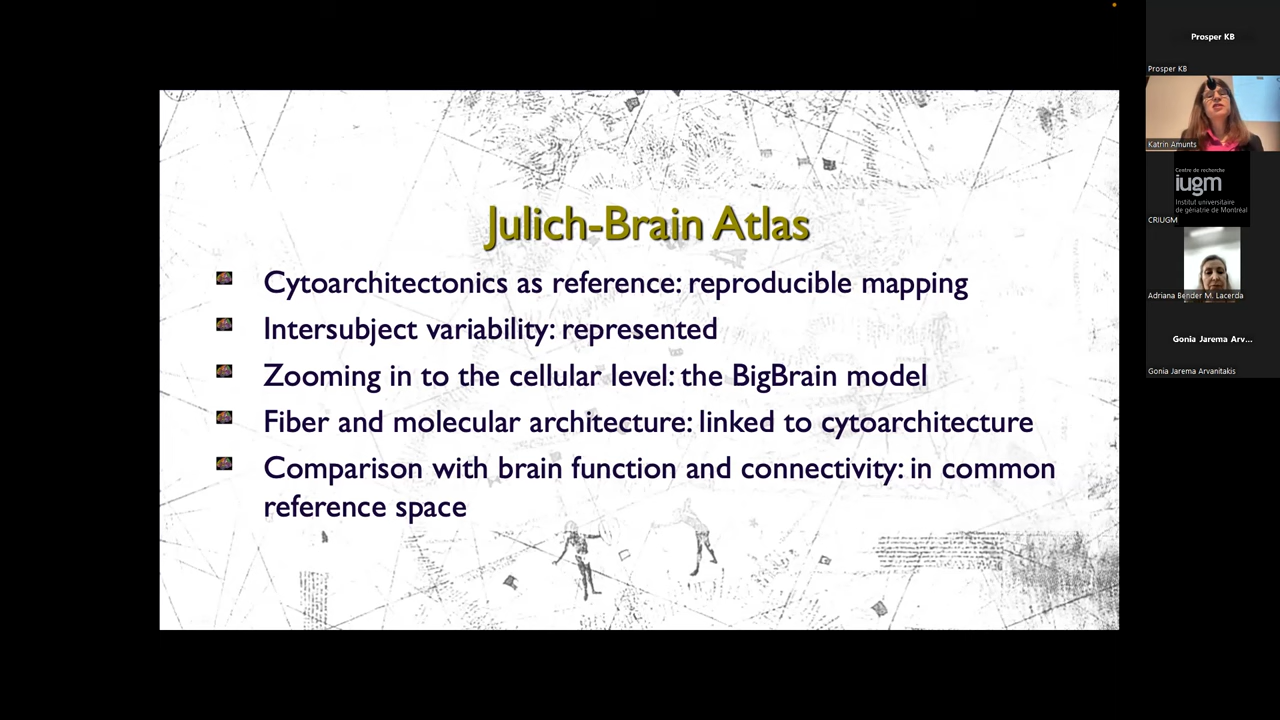 Julich-Brain Atlas
Cytoarchitectonics as reference: reproducible mapping
Intersubject variability: represented
Zooming in to the cellular level: the BigBrain model
Fiber and molecular architecture: linked to cytoarchitecture
Comparison with brain function and connectivity: in common
reference space
Prosper KB
Prosper KB
Katrin Amunts
Centre de recherche
iugm
Institut universitaire
de gériatrie de Montréal
CRIUGM
Adriana Bender M. Lacerda
Gonia Jarema Arv...
Gonia Jarema Arvanitakis